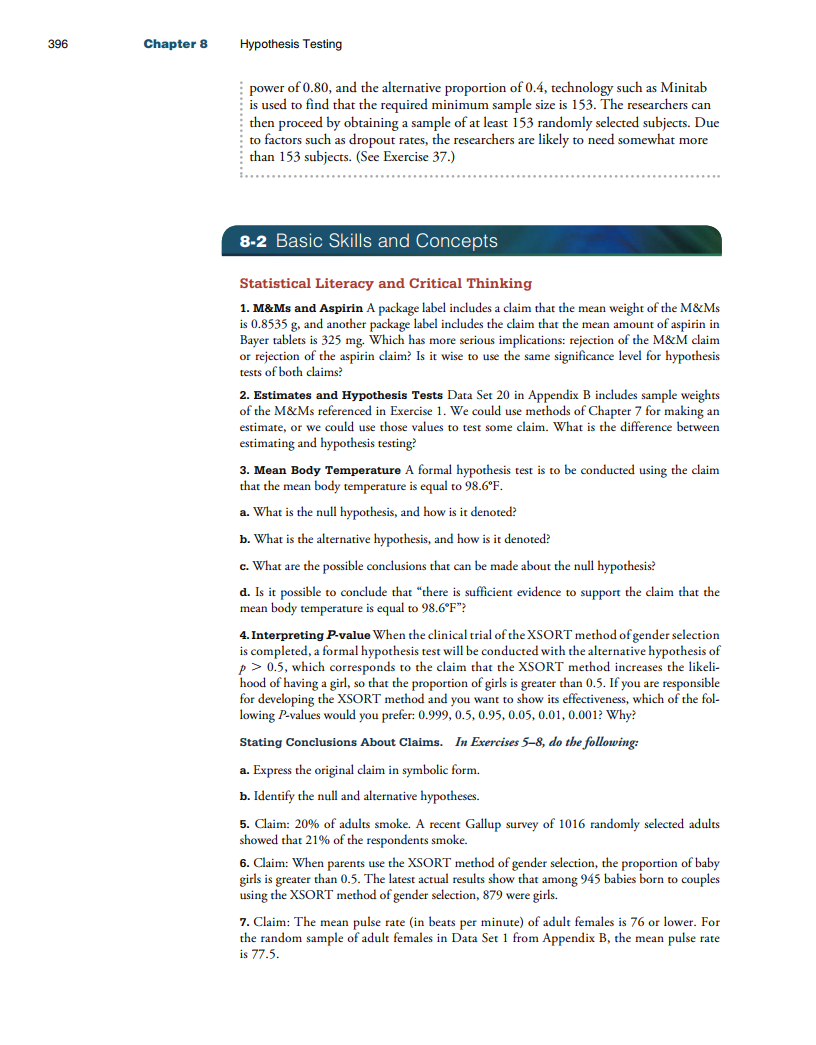 396 Chapter 8 Hypothesis Testing
power of 0.80, and the alternative proportion of 0.4, technology such as Minitab
is used to find that the required minimum sample size is 153. The researchers can
then proceed by obtaining a sample of at least 153 randomly selected subjects. Due
to factors such as dropout rates, the researchers are likely to need somewhat more
than 153 subjects. (See Exercise 37.)
8-2 Basic Skills and Concepts
Statistical Literacy and Critical Thinking
1. M&Ms and Aspirin A package label includes a claim that the mean weight of the M&Ms
is 0.8535 g, and another package label includes the claim that the mean amount of aspirin in
Bayer tablets is 325 mg. Which has more serious implications: rejection of the M&M claim
or rejection of the aspirin claim? Is it wise to use the same significance level for hypothesis
tests of both claims?
2. Estimates and Hypothesis Tests Data Set 20 in Appendix B includes sample weights
of the M&Ms referenced in Exercise 1. We could use methods of Chapter 7 for making an
estimate, or we could use those values to test some claim. What is the difference between
estimating and hypothesis testing?
3. Mean Body Temperature A formal hypothesis test is to be conducted using the claim
that the mean body temperature is equal to 98.6°F.
a. What is the null hypothesis, and how is it denoted?
b. What is the alternative hypothesis, and how is it denoted?
c. What are the possible conclusions that can be made about the null hypothesis?
d. Is it possible to conclude that “there is sufficient evidence to support the claim that the
mean body temperature is equal to 98.6°F”?
4. Interpreting P-value When the clinical trial of the XSORT method of gender selection
is completed, a formal hypothesis test will be conducted with the alternative hypothesis of
p > 0.5, which corresponds to the claim that the XSORT method increases the likeli-
hood of having a girl, so that the proportion of girls is greater than 0.5. If you are responsible
for developing the XSORT method and you want to show its effectiveness, which of the fol-
lowing P-values would you prefer: 0.999, 0.5, 0.95, 0.05, 0.01, 0.001? Why?
Stating Conclusions About Claims. In Exercises 5–8, do the following:
a. Express the original claim in symbolic form.
b. Identify the null and alternative hypotheses.
5. Claim: 20% of adults smoke. A recent Gallup survey of 1016 randomly selected adults
showed that 21% of the respondents smoke.
6. Claim: When parents use the XSORT method of gender selection, the proportion of baby
girls is greater than 0.5. The latest actual results show that among 945 babies born to couples
using the XSORT method of gender selection, 879 were girls.
7. Claim: The mean pulse rate (in beats per minute) of adult females is 76 or lower. For
the random sample of adult females in Data Set 1 from Appendix B, the mean pulse rate
is 77.5.